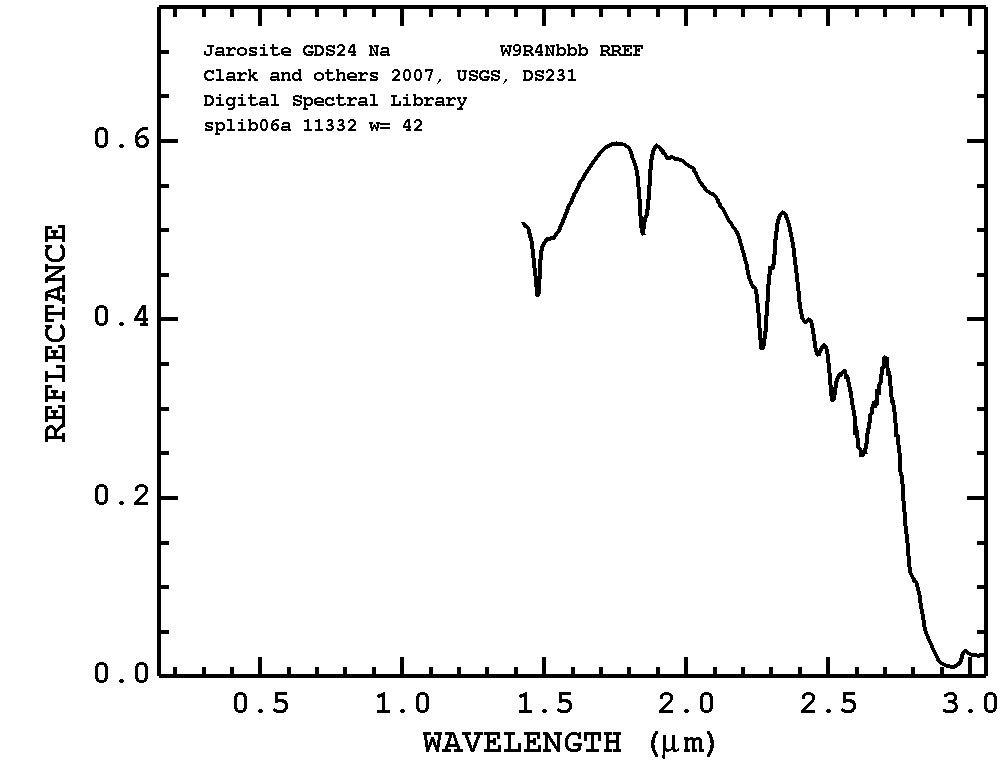 Jarosite GDS24 Na W9R4Nbbb RREF
Clark and others 2007, USGS, DS231
Digital Spectral Library
splib06a 11332 w= 42
0.6
0.4
0.2
0.0
REFLECTANCE
0.5 1.0 1.5 2.0 2.5 3.0
WAVELENGTH (μm)